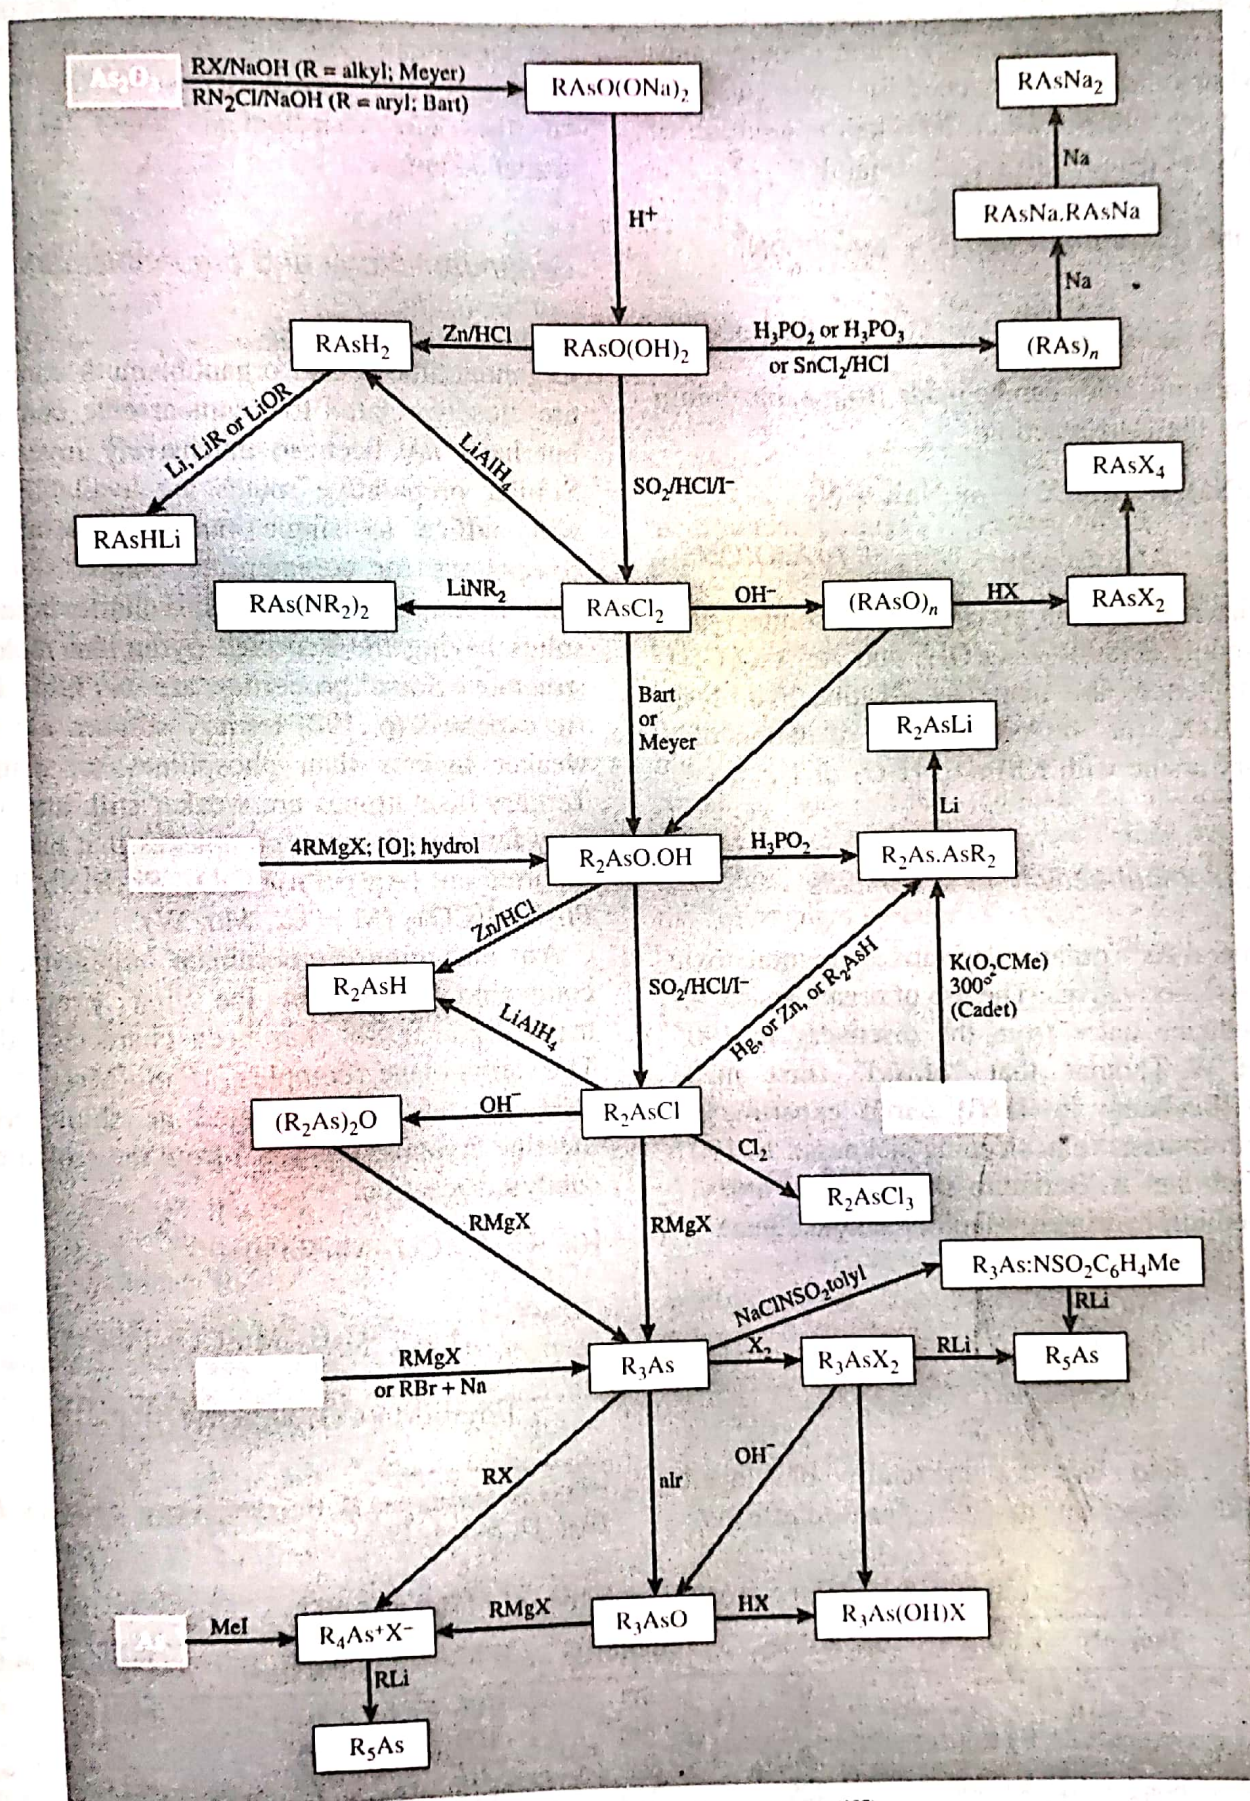 As₂O₃
RX/NaOH (R = alkyl; Meyer)
RN₂Cl/NaOH (R = aryl; Bart)
RAsO(ONa)₂
RAsNa₂
Na
RAsNa.RAsNa
H⁺
Na
RAsH₂
Zn/HCl
RAsO(OH)₂
H₃PO₂ or H₃PO₃
or SnCl₂/HCl
(RAs)ₙ
Li, LiR or LiOR
LiAlH₄
SO₂/HCl/I⁻
RAsX₄
RAsHLi
RAs(NR₂)₂
LiNR₂
RAsCl₂
OH⁻
(RAsO)ₙ
HX
RAsX₂
Bart
or
Meyer
R₂AsLi
Li
4RMgX; [O]; hydrol
R₂AsO.OH
H₃PO₂
R₂As.AsR₂
Zn/HCl
R₂AsH
SO₂/HCl/I⁻
LiAlH₄
Hg, or Zn, or R₂AsH
K(O₂CMe)
300°
(Cadet)
(R₂As)₂O
OH⁻
R₂AsCl
Cl₂
R₂AsCl₃
RMgX
RMgX
NaClNSO₂tolyl
R₃As:NSO₂C₆H₄Me
RLi
RMgX
or RBr + Na
R₃As
X₂
R₃AsX₂
RLi
R₅As
RX
air
OH⁻
As
MeI
R₄As⁺X⁻
RMgX
R₃AsO
HX
R₃As(OH)X
RLi
R₅As